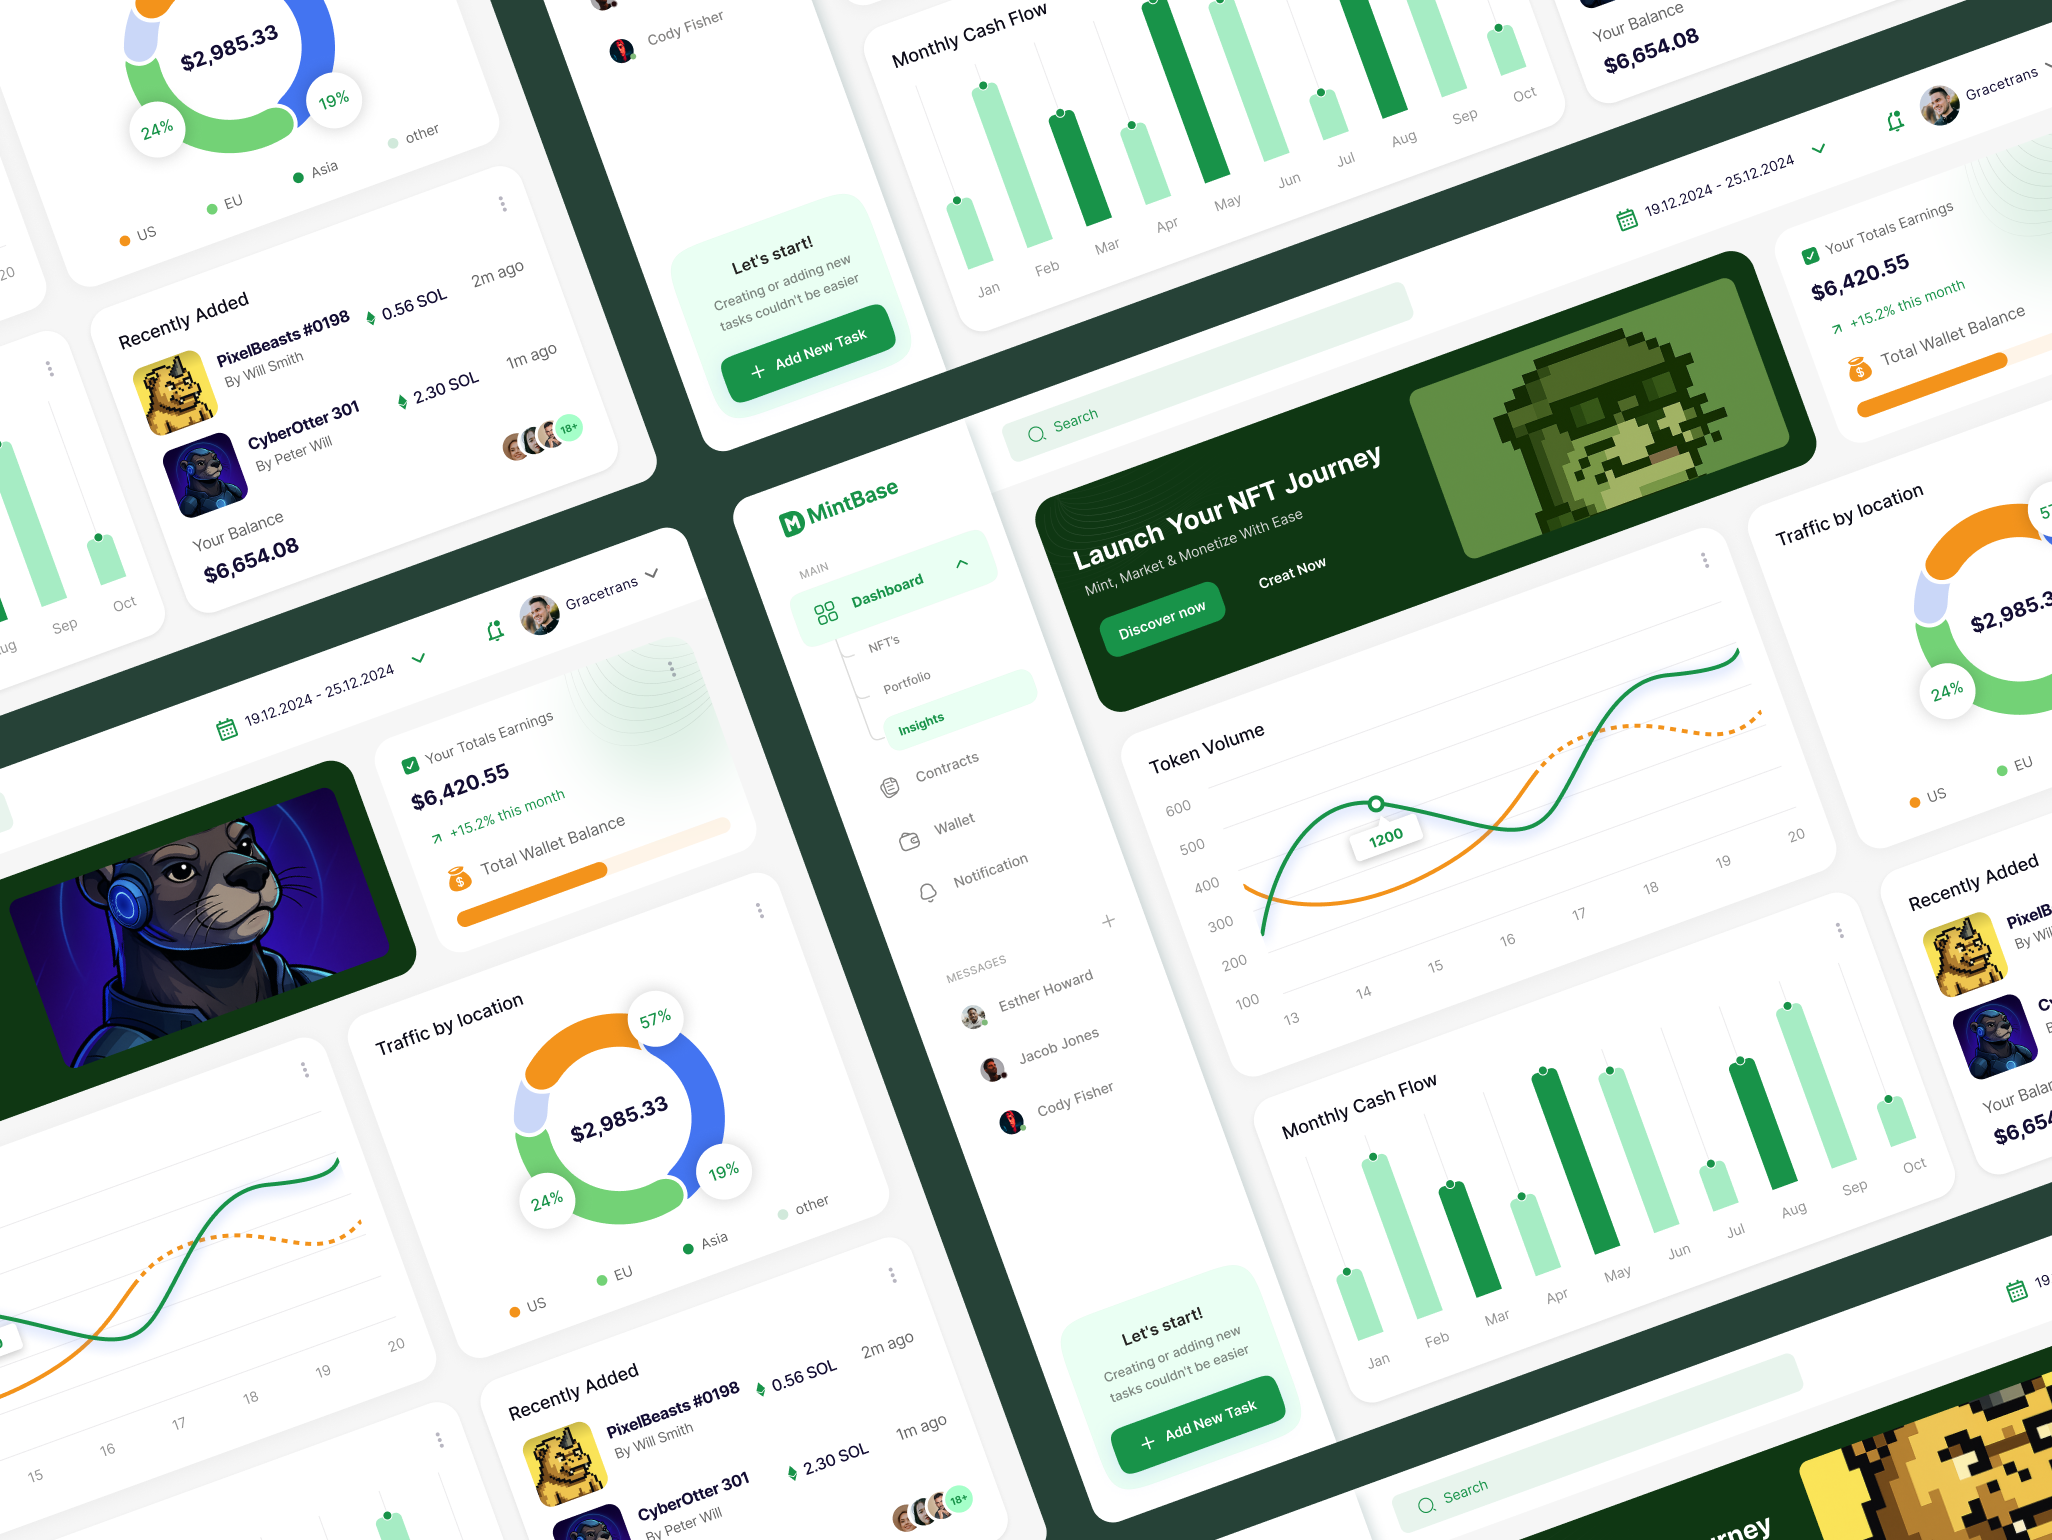 $2,985.33
24%
19%
US
EU
Asia
other
20
Recently Added
PixelBeasts #0198
By Will Smith
0.56 SOL
2m ago
CyberOtter 301
By Peter Will
2.30 SOL
1m ago
18+
Your Balance
$6,654.08
Sep
Oct
Cody Fisher
Let's start!
Creating or adding new
tasks couldn't be easier
Add New Task
Monthly Cash Flow
Jan
Feb
Mar
Apr
May
Jun
Jul
Aug
Sep
Oct
Your Balance
$6,654.08
19.12.2024 - 25.12.2024
Gracetrans
Your Totals Earnings
$6,420.55
+15.2% this month
Total Wallet Balance
Traffic by location
57%
$2,985.33
24%
19%
US
EU
Asia
other
15
16
17
18
19
20
Recently Added
PixelBeasts #0198
By Will Smith
0.56 SOL
2m ago
CyberOtter 301
By Peter Will
2.30 SOL
1m ago
18+
MintBase
MAIN
Dashboard
NFT's
Portfolio
Insights
Contracts
Wallet
Notification
MESSAGES
Esther Howard
Jacob Jones
Cody Fisher
Let's start!
Creating or adding new
tasks couldn't be easier
Add New Task
Search
19.12.2024 - 25.12.2024
Gracetrans
Launch Your NFT Journey
Mint, Market & Monetize With Ease
Discover now
Creat Now
Your Totals Earnings
$6,420.55
+15.2% this month
Total Wallet Balance
Token Volume
600
500
400
300
200
100
1200
13
14
15
16
17
18
19
20
Traffic by location
$2,985.3
24%
US
EU
Monthly Cash Flow
Jan
Feb
Mar
Apr
May
Jun
Jul
Aug
Sep
Oct
Recently Added
PixelB
By Wil
Your Balan
$6,654
19
Search
urney